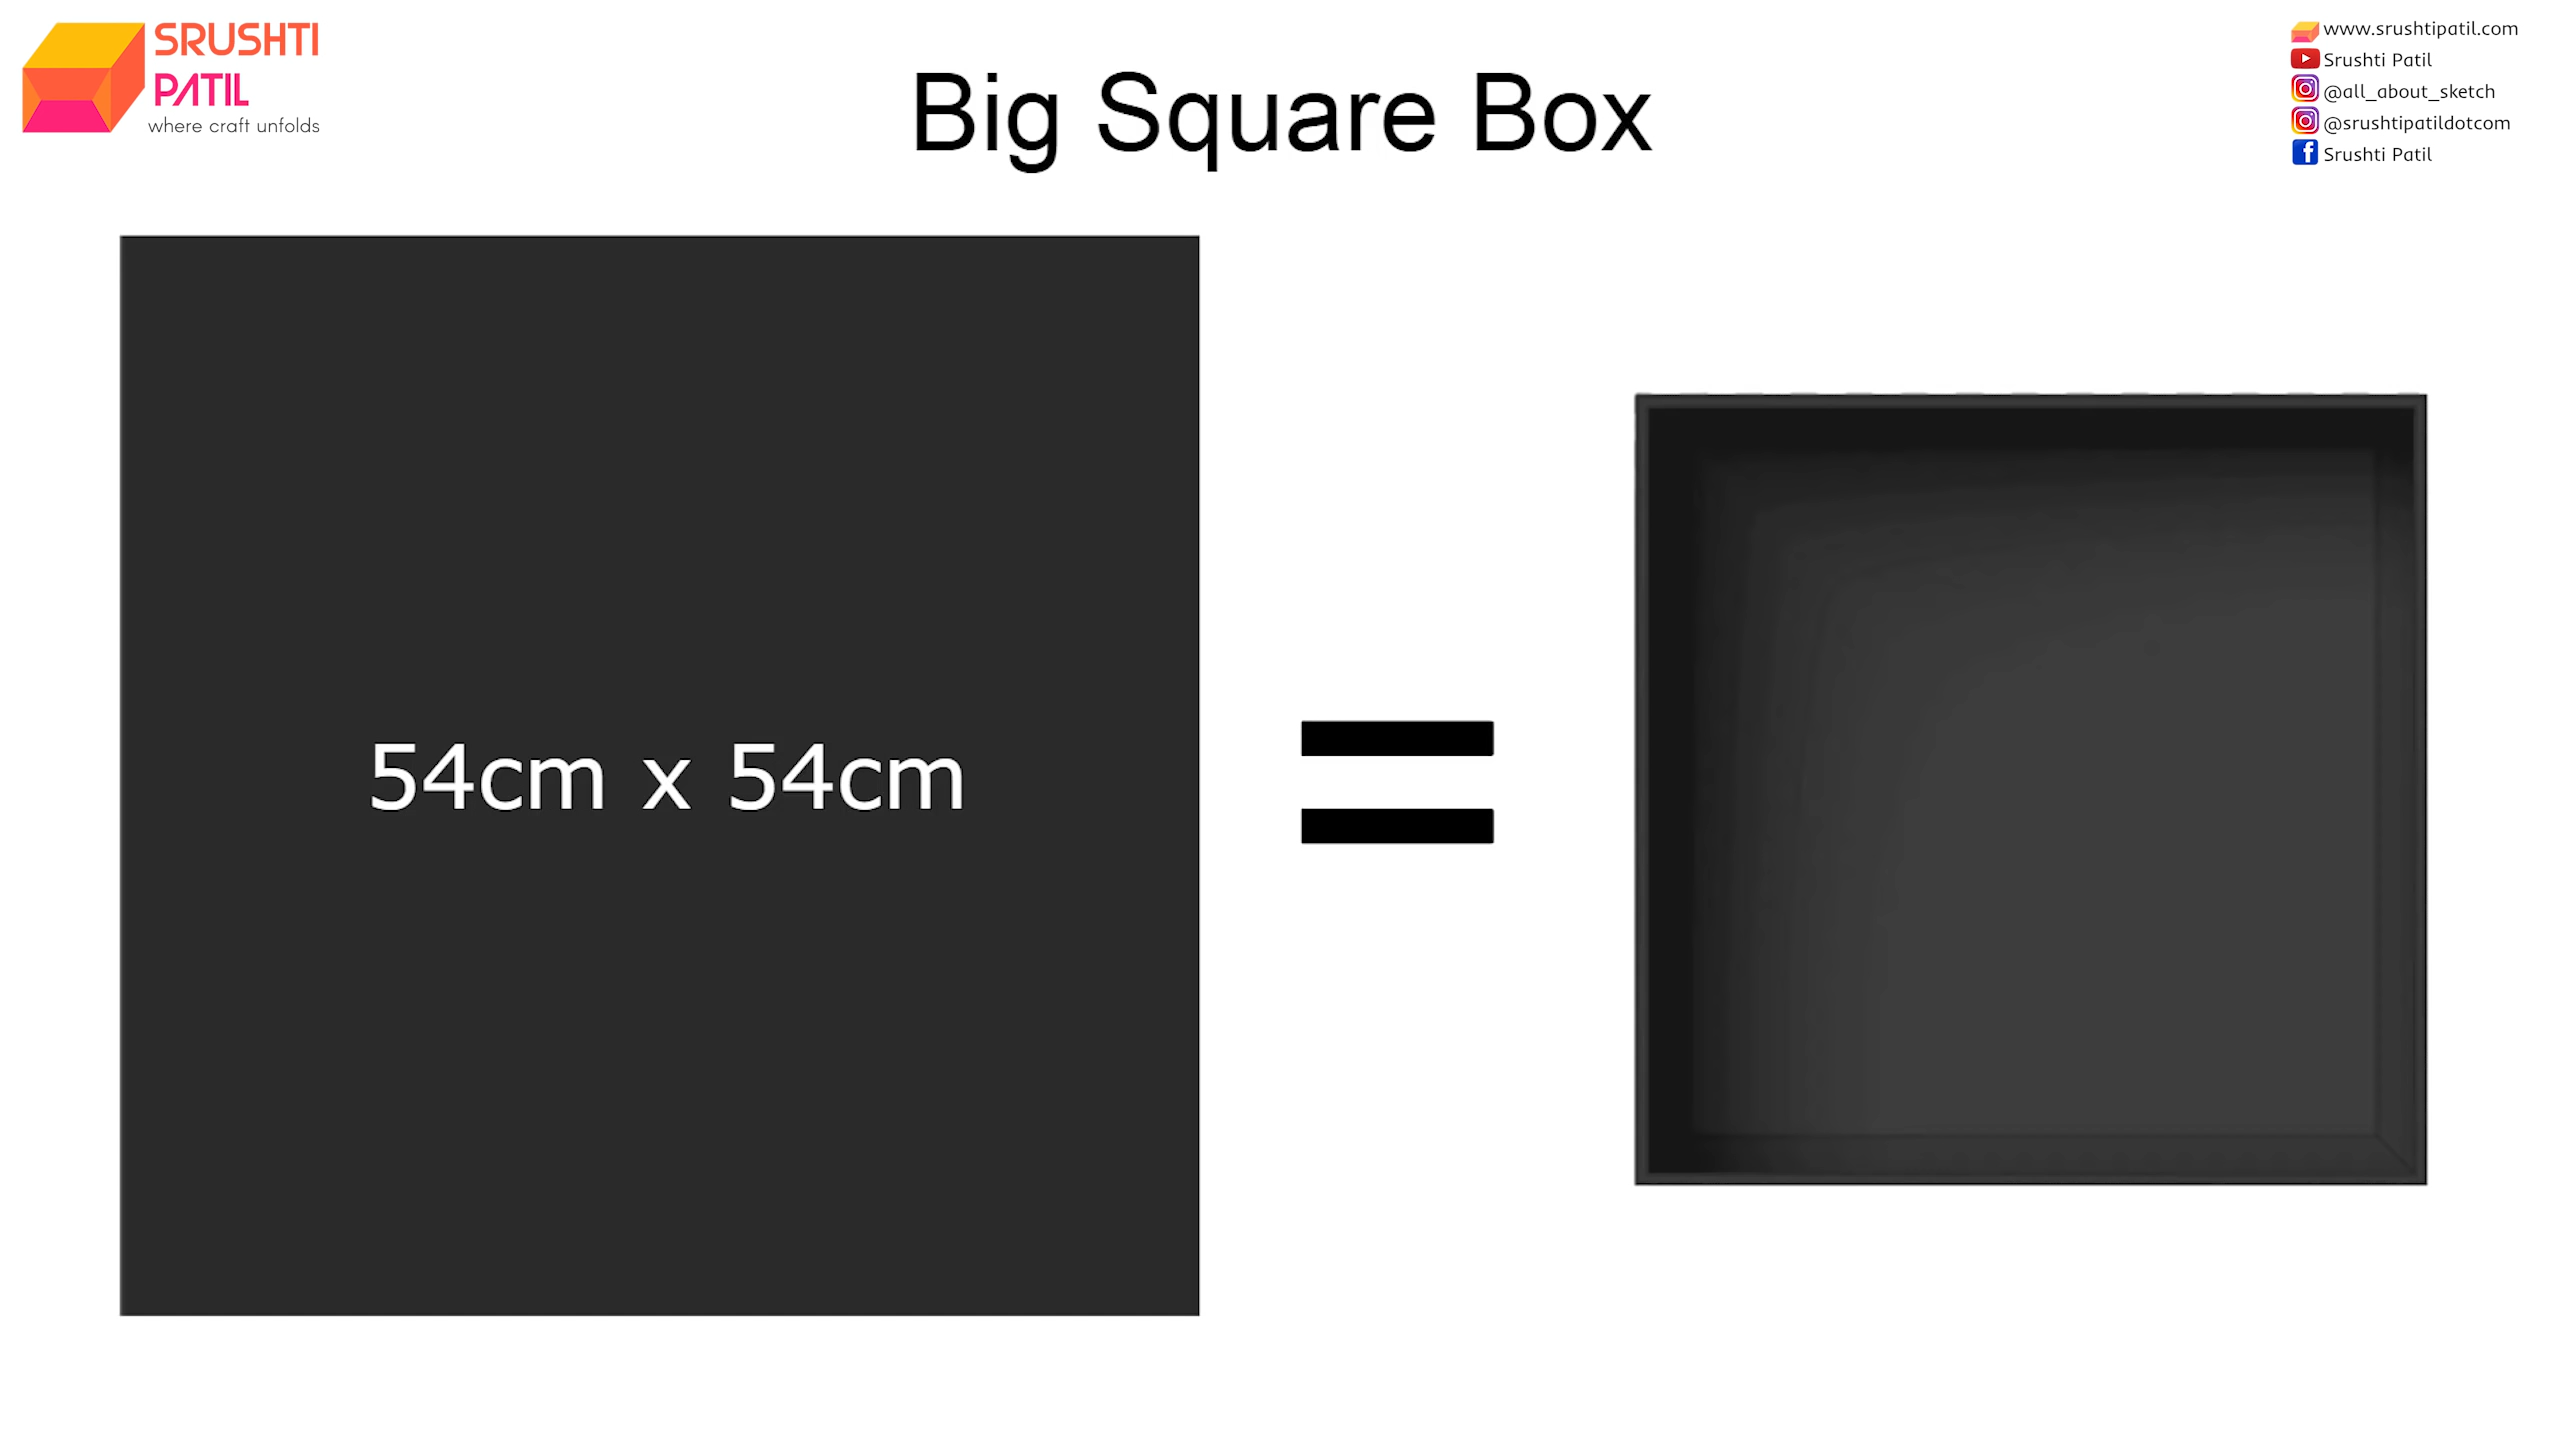 SRUSHTI
PATIL
where craft unfolds
Big Square Box
www.srushtipatil.com
Srushti Patil
@all_about_sketch
@srushtipatildotcom
Srushti Patil
54cm x 54cm